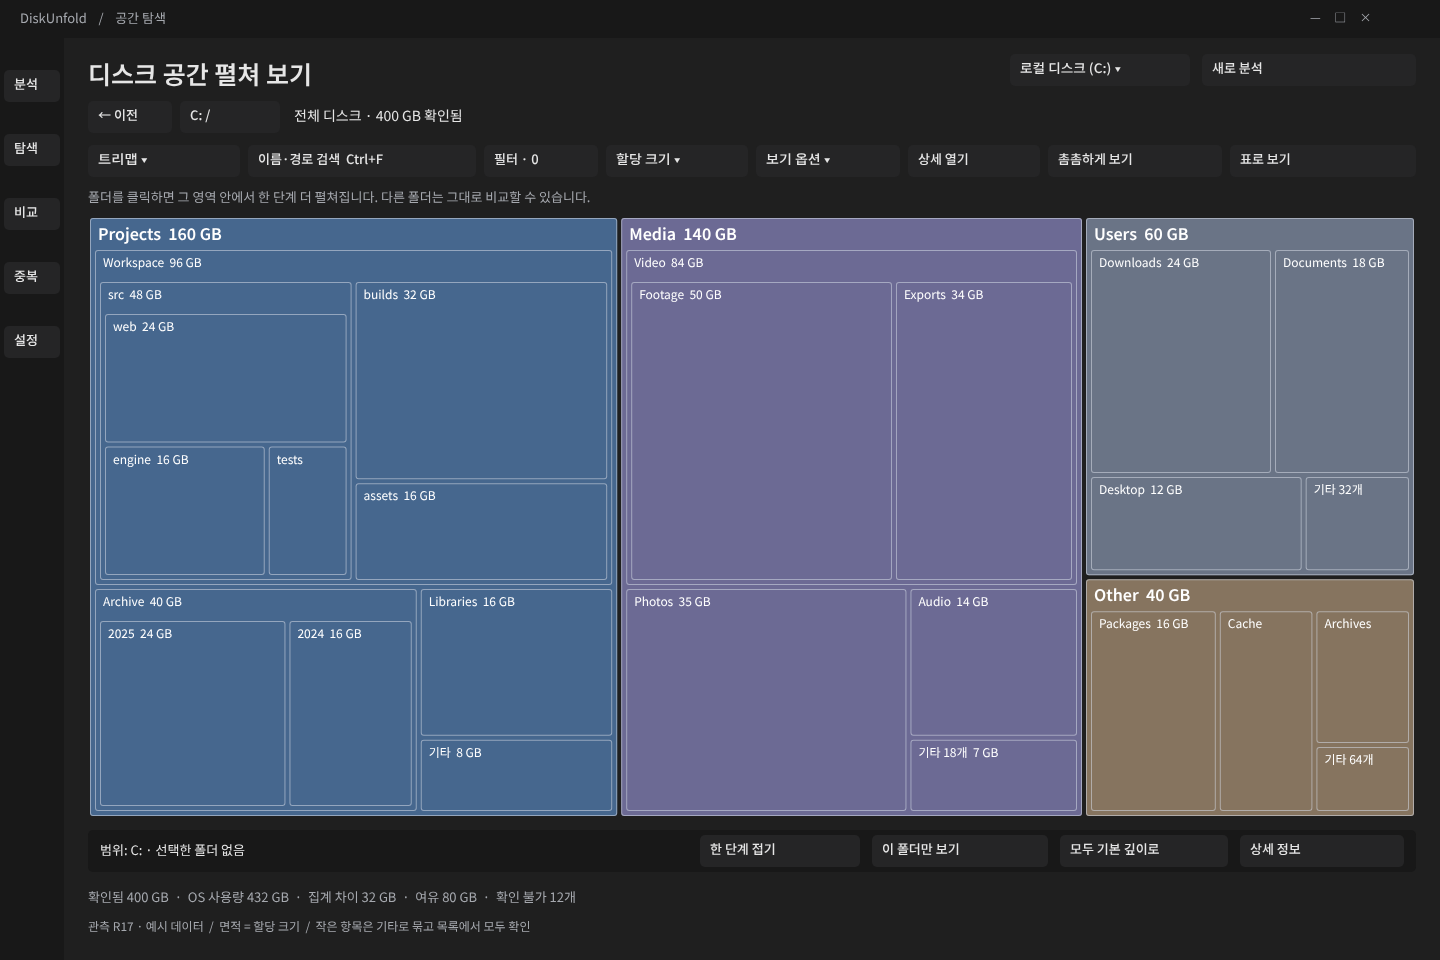 DiskUnfold / 공간 탐색
분석
탐색
비교
중복
설정
디스크 공간 펼쳐 보기
로컬 디스크 (C:) ▾
새로 분석
← 이전
C: /
전체 디스크 · 400 GB 확인됨
트리맵 ▾
이름·경로 검색 Ctrl+F
필터 · 0
할당 크기 ▾
보기 옵션 ▾
상세 열기
촘촘하게 보기
표로 보기
폴더를 클릭하면 그 영역 안에서 한 단계 더 펼쳐집니다. 다른 폴더는 그대로 비교할 수 있습니다.
Projects 160 GB
Workspace 96 GB
src 48 GB
web 24 GB
engine 16 GB
tests
builds 32 GB
assets 16 GB
Archive 40 GB
2025 24 GB
2024 16 GB
Libraries 16 GB
기타 8 GB
Media 140 GB
Video 84 GB
Footage 50 GB
Exports 34 GB
Photos 35 GB
Audio 14 GB
기타 18개 7 GB
Users 60 GB
Downloads 24 GB
Documents 18 GB
Desktop 12 GB
기타 32개
Other 40 GB
Packages 16 GB
Cache
Archives
기타 64개
범위: C: · 선택한 폴더 없음
한 단계 접기
이 폴더만 보기
모두 기본 깊이로
상세 정보
확인됨 400 GB · OS 사용량 432 GB · 집계 차이 32 GB · 여유 80 GB · 확인 불가 12개
관측 R17 · 예시 데이터 / 면적 = 할당 크기 / 작은 항목은 기타로 묶고 목록에서 모두 확인